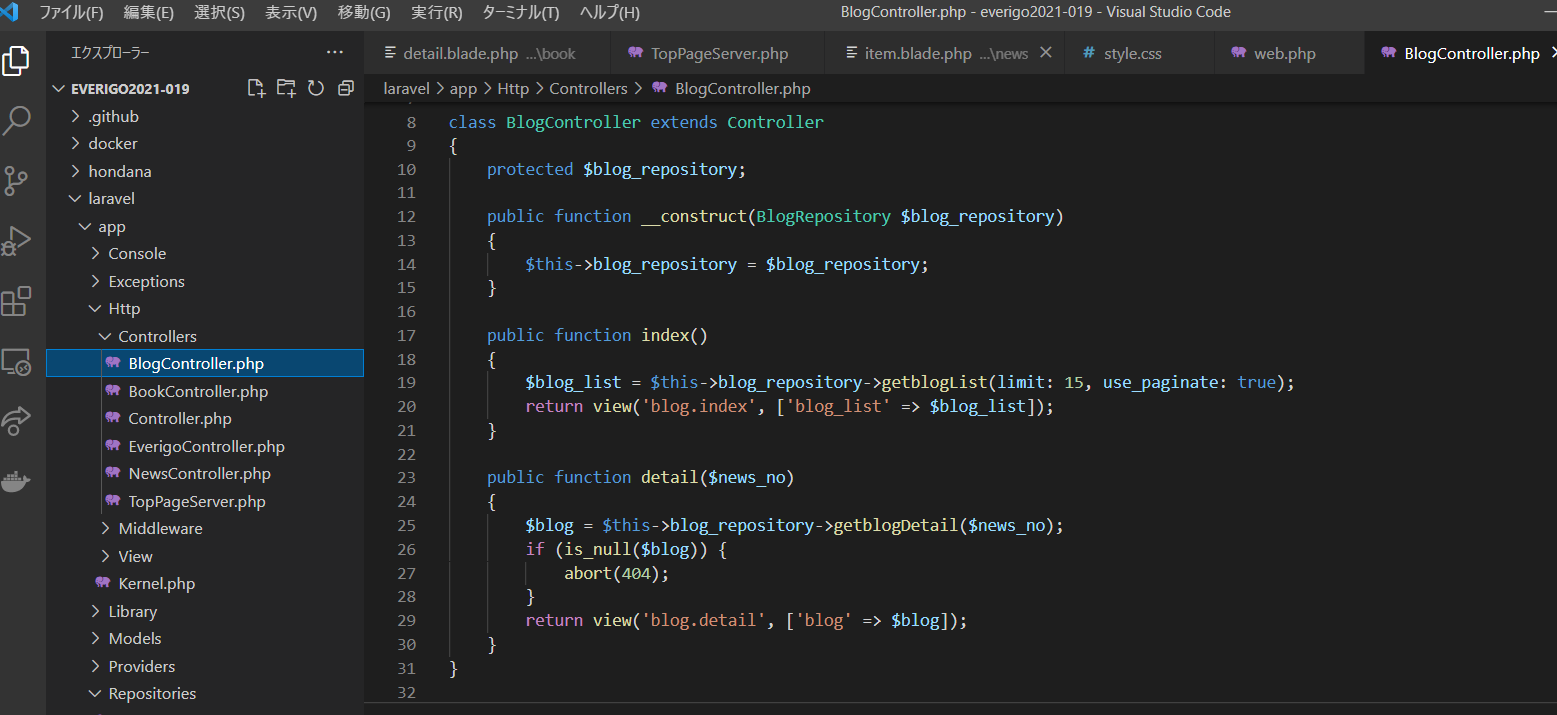 ファイル(F) 編集(E) 選択(S) 表示(V) 移動(G) 実行(R) ターミナル(T) ヘルプ(H) BlogController.php - everigo2021-019 - Visual Studio Code
エクスプローラー ...
detail.blade.php ...\book TopPageServer.php item.blade.php ...\news # style.css web.php BlogController.php
EVERIGO2021-019
.github
docker
hondana
laravel
app
Console
Exceptions
Http
Controllers
BlogController.php
BookController.php
Controller.php
EverigoController.php
NewsController.php
TopPageServer.php
Middleware
View
Kernel.php
Library
Models
Providers
Repositories
laravel > app > Http > Controllers > BlogController.php
8 class BlogController extends Controller
9 {
10 protected $blog_repository;
11
12 public function __construct(BlogRepository $blog_repository)
13 {
14 $this->blog_repository = $blog_repository;
15 }
16
17 public function index()
18 {
19 $blog_list = $this->blog_repository->getblogList(limit: 15, use_paginate: true);
20 return view('blog.index', ['blog_list' => $blog_list]);
21 }
22
23 public function detail($news_no)
24 {
25 $blog = $this->blog_repository->getblogDetail($news_no);
26 if (is_null($blog)) {
27 abort(404);
28 }
29 return view('blog.detail', ['blog' => $blog]);
30 }
31 }
32